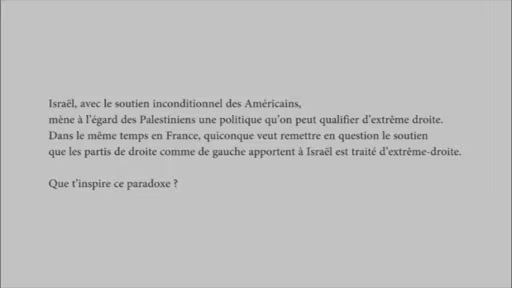 Israël, avec le soutien inconditionnel des Américains,
mène à l'égard des Palestiniens une politique qu'on peut qualifier d'extrême droite.
Dans le même temps en France, quiconque veut remettre en question le soutien
que les partis de droite comme de gauche apportent à Israël est traité d'extrême-droite.
Que t'inspire ce paradoxe ?